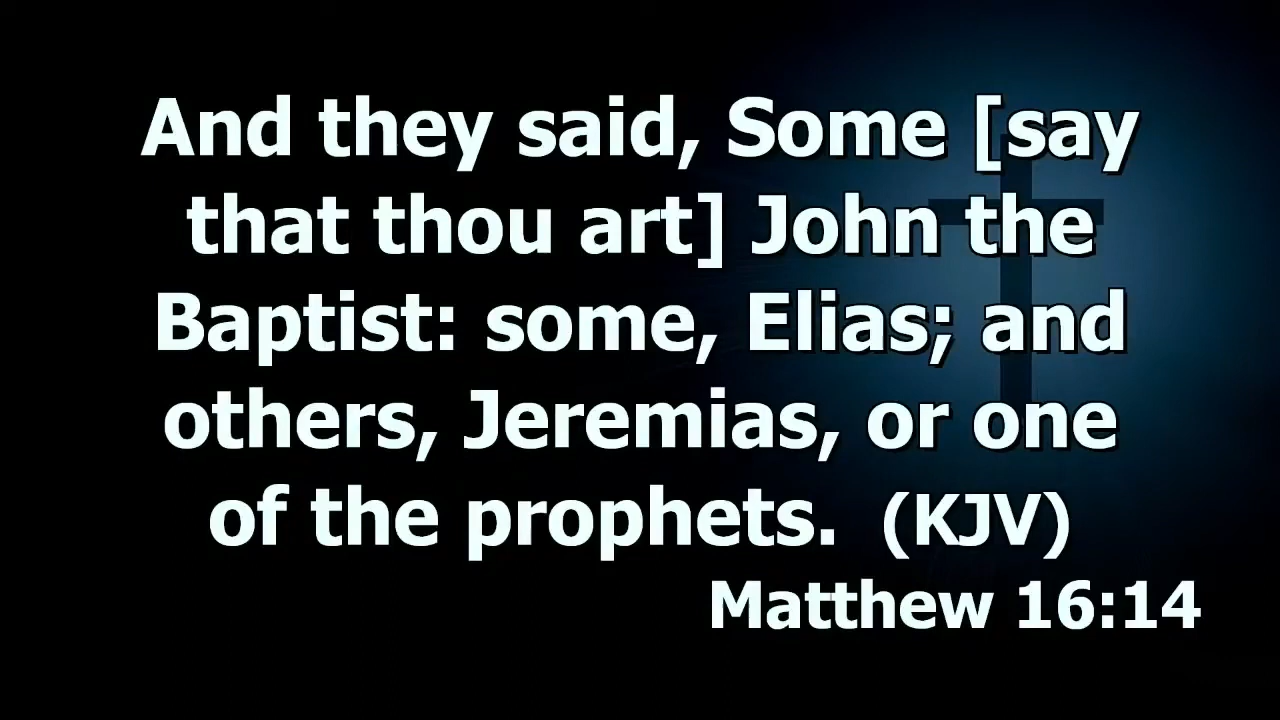 And they said, Some [say
that thou art] John the
Baptist: some, Elias; and
others, Jeremias, or one
of the prophets. (KJV)
Matthew 16:14